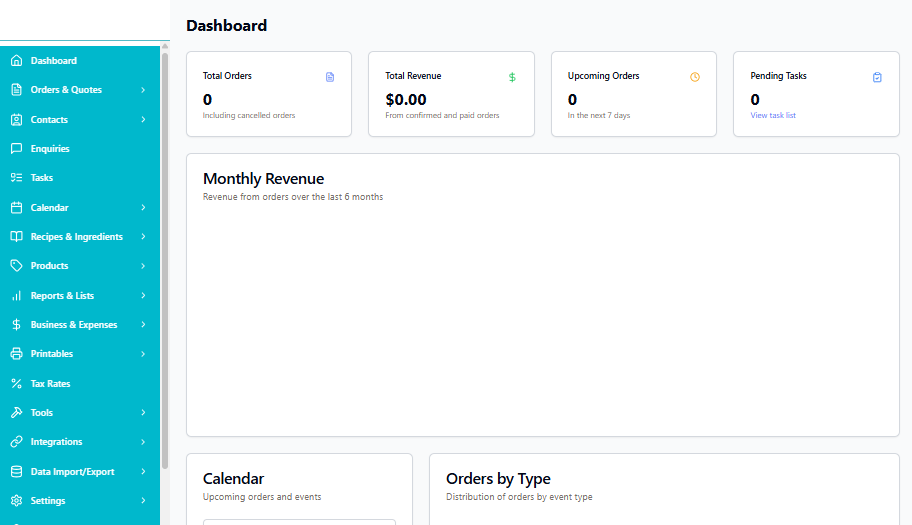 Dashboard
Dashboard
Orders & Quotes
Contacts
Enquiries
Tasks
Calendar
Recipes & Ingredients
Products
Reports & Lists
Business & Expenses
Printables
Tax Rates
Tools
Integrations
Data Import/Export
Settings
Total Orders
0
Including cancelled orders
Total Revenue
$0.00
From confirmed and paid orders
Upcoming Orders
0
In the next 7 days
Pending Tasks
0
View task list
Monthly Revenue
Revenue from orders over the last 6 months
Calendar
Upcoming orders and events
Orders by Type
Distribution of orders by event type